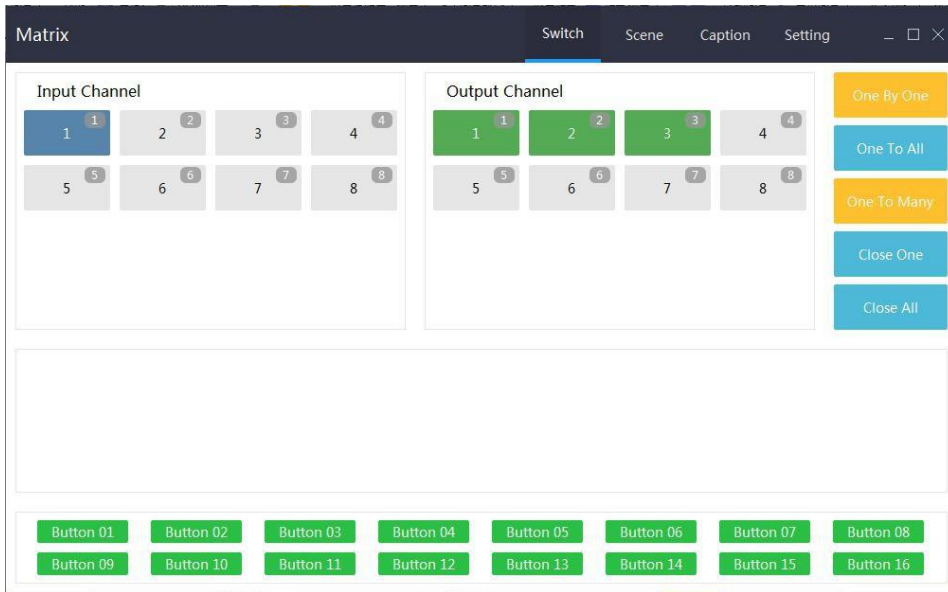 Matrix Switch Scene Caption Setting
Input Channel
1 1 2 2 3 3 4 4
5 5 6 6 7 7 8 8
Output Channel
1 1 2 2 3 3 4 4
5 5 6 6 7 7 8 8
One By One
One To All
One To Many
Close One
Close All
Button 01 Button 02 Button 03 Button 04 Button 05 Button 06 Button 07 Button 08
Button 09 Button 10 Button 11 Button 12 Button 13 Button 14 Button 15 Button 16